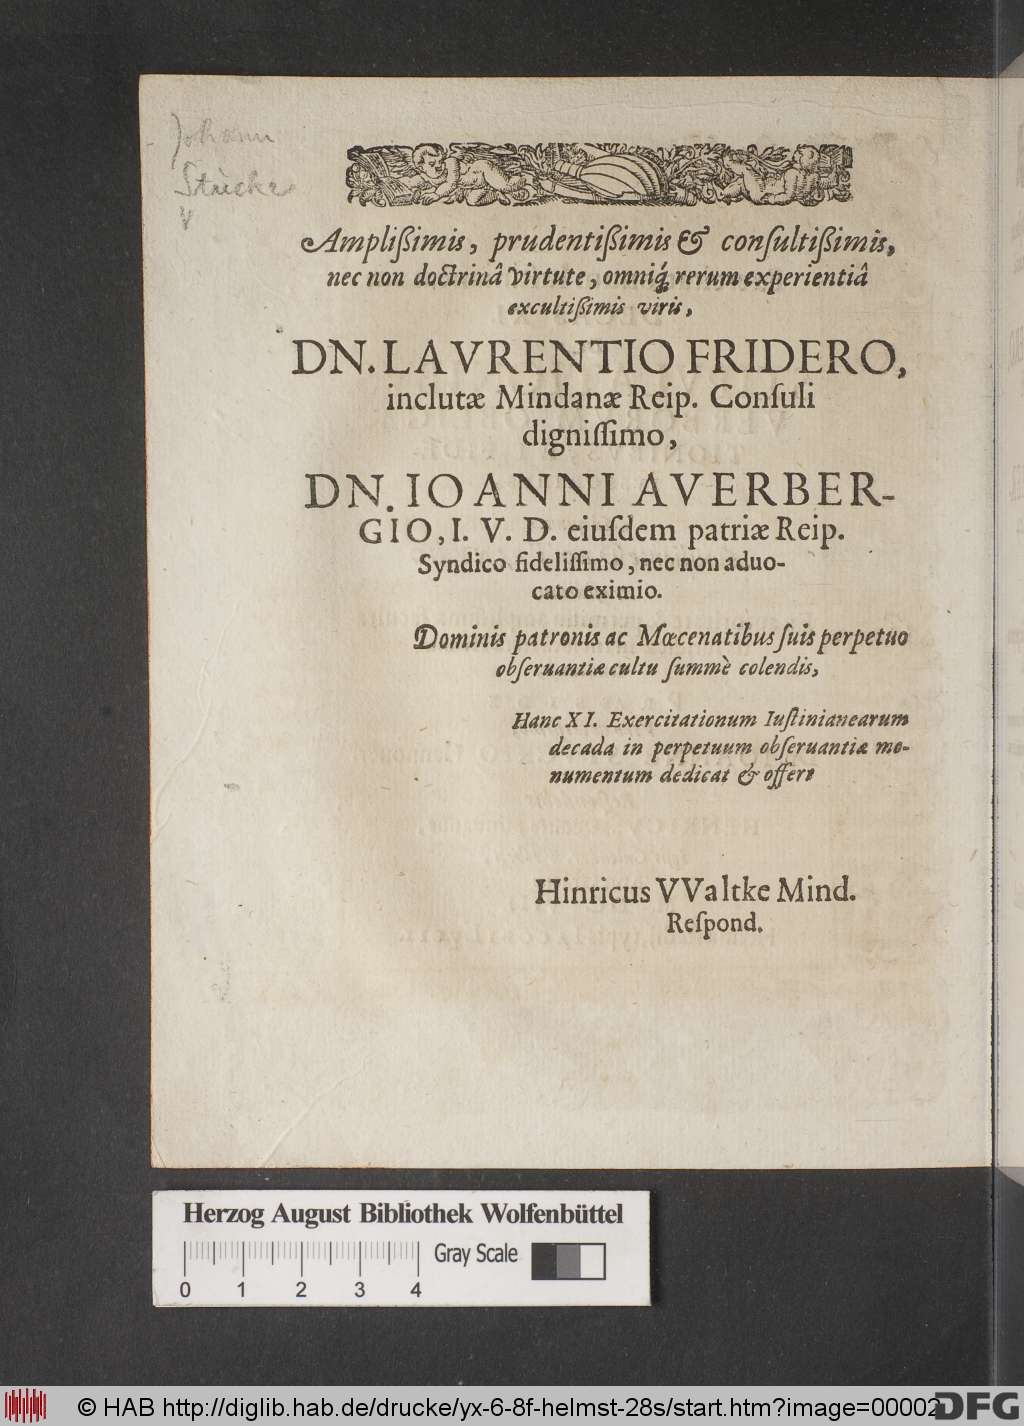 Johann
Strucke
Ampliſſimis, prudentiſſimis & conſultiſſimis,
nec non doctrinâ virtute, omniq́; rerum experientiâ
excultiſſimis viris,
DN. LAVRENTIO FRIDERO,
inclutæ Mindanæ Reip. Conſuli
digniſſimo,
DN. IOANNI AVERBER-
GIO, I. V. D. eiuſdem patriæ Reip.
Syndico fideliſſimo, nec non aduo-
cato eximio.
Dominis patronis ac Mœcenatibus ſuis perpetuo
obſeruantiæ cultu ſummè colendis,
Hanc XI. Exercitationum Iuſtinianearum
decada in perpetuum obſeruantiæ mo-
numentum dedicat & offert
Hinricus VValtke Mind.
Reſpond.
Herzog August Bibliothek Wolfenbüttel
Gray Scale
0 1 2 3 4
© HAB http://diglib.hab.de/drucke/yx-6-8f-helmst-28s/start.htm?image=00002
DFG